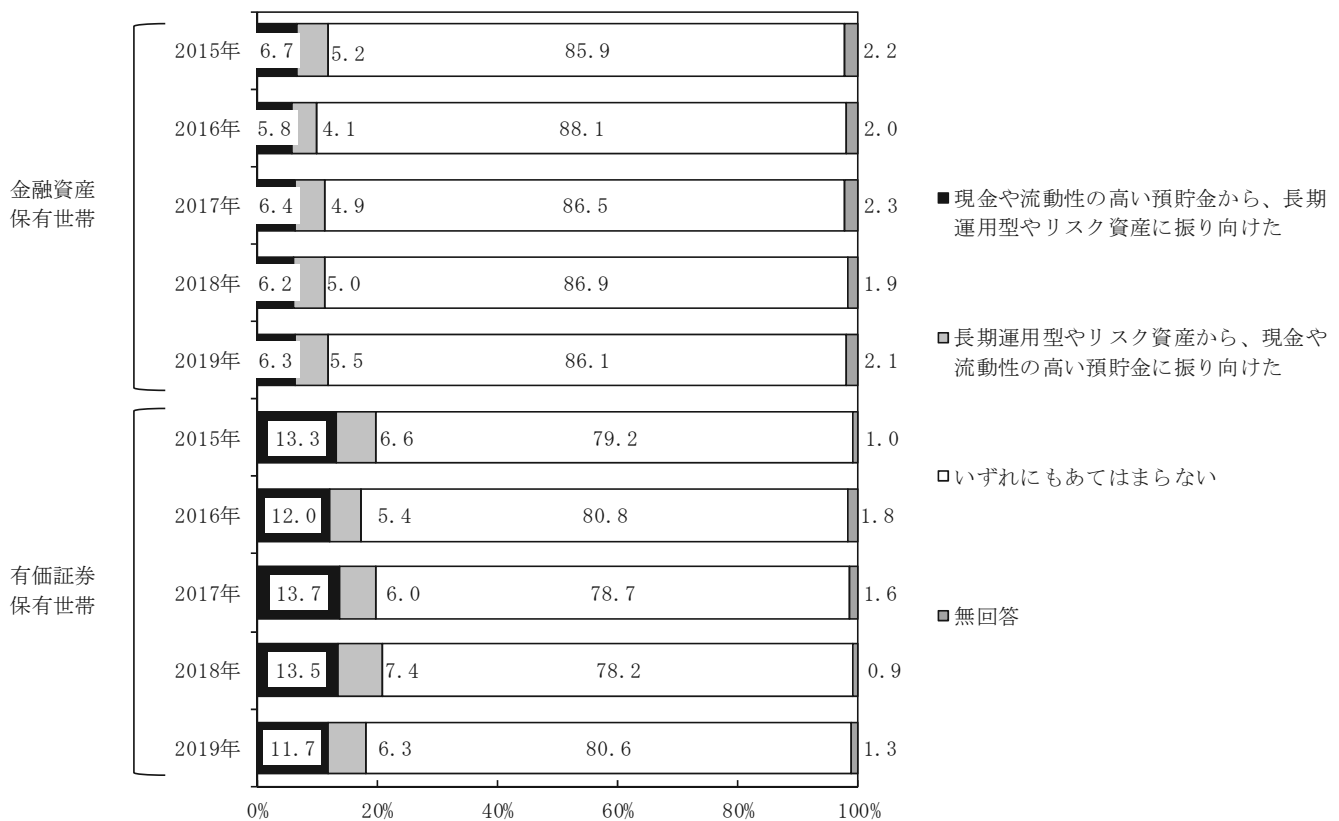 2015年 6.7 5.2 85.9 2.2
2016年 5.8 4.1 88.1 2.0
金融資産
保有世帯
2017年 6.4 4.9 86.5 2.3
2018年 6.2 5.0 86.9 1.9
2019年 6.3 5.5 86.1 2.1
2015年 13.3 6.6 79.2 1.0
2016年 12.0 5.4 80.8 1.8
有価証券
保有世帯
2017年 13.7 6.0 78.7 1.6
2018年 13.5 7.4 78.2 0.9
2019年 11.7 6.3 80.6 1.3
0% 20% 40% 60% 80% 100%
現金や流動性の高い預貯金から、長期
運用型やリスク資産に振り向けた
長期運用型やリスク資産から、現金や
流動性の高い預貯金に振り向けた
いずれにもあてはまらない
無回答